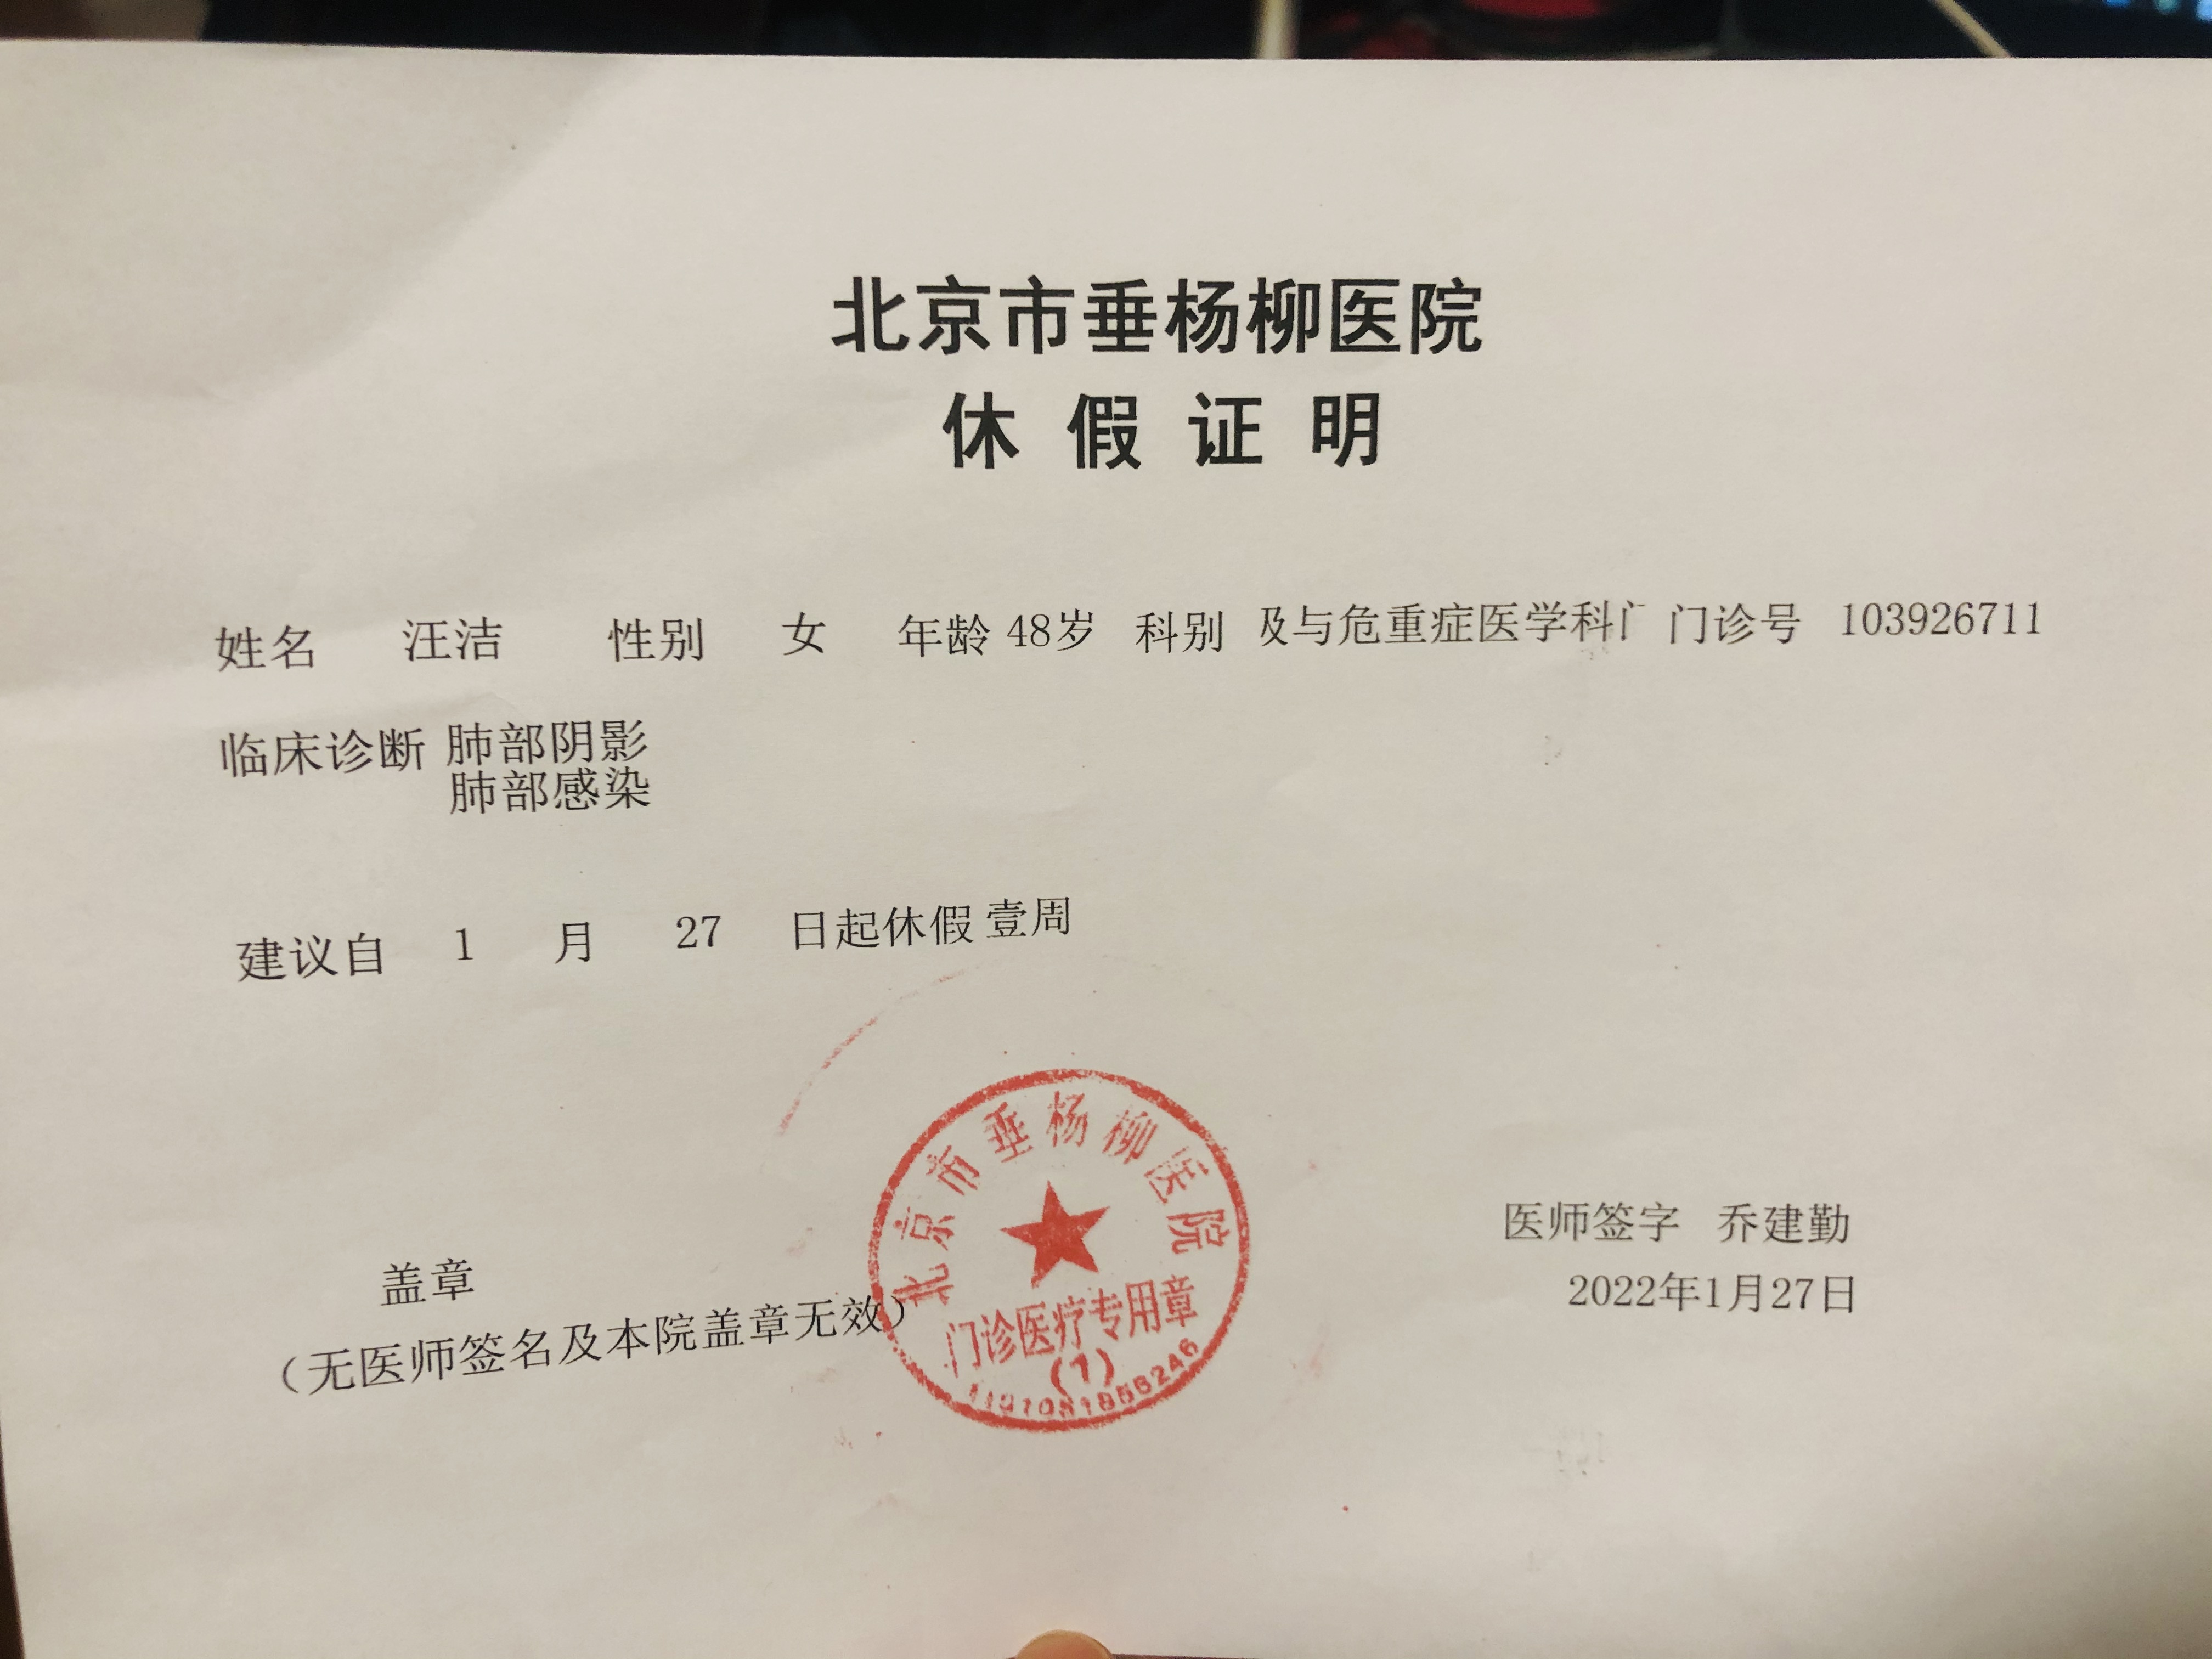 北京市垂杨柳医院
休假证明
姓名 汪洁 性别 女 年龄 48岁 科别 及与危重症医学科门 门诊号 103926711
临床诊断 肺部阴影
肺部感染
建议自 1 月 27 日起休假 壹周
北京市垂杨柳医院
门诊医疗专用章
(1)
医师签字 乔建勤
2022年1月27日
盖章
（无医师签名及本院盖章无效）